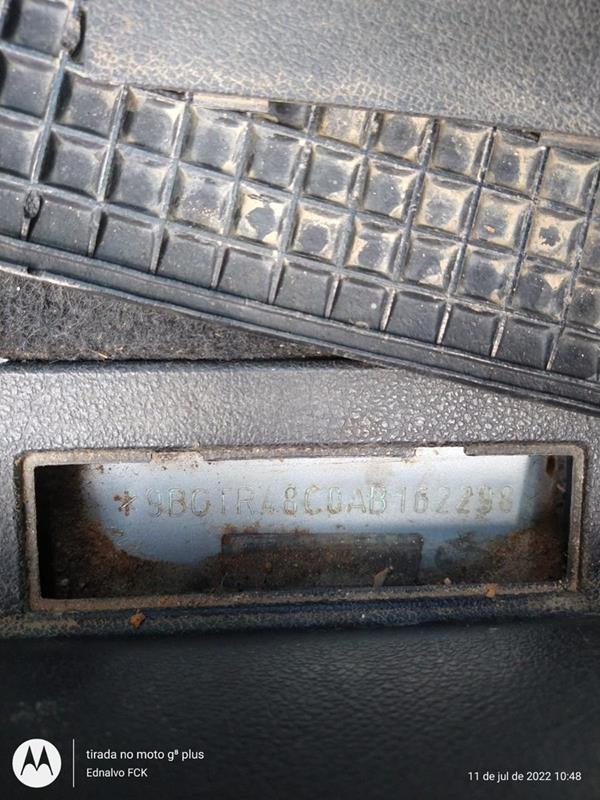 *9BGTR48C0AB162298
tirada no moto g⁸ plus
Ednalvo FCK
11 de jul de 2022 10:48